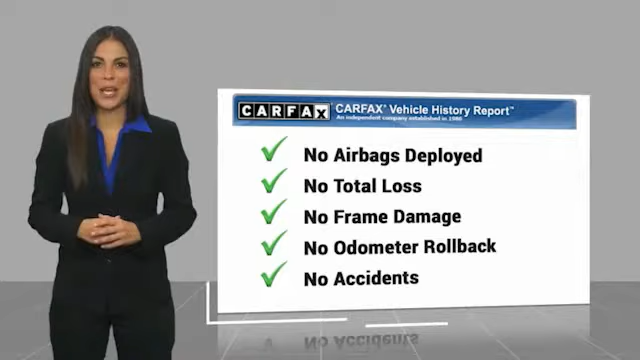 CARFAX CARFAX® Vehicle History Report™
An independent company established in 1986
No Airbags Deployed
No Total Loss
No Frame Damage
No Odometer Rollback
No Accidents